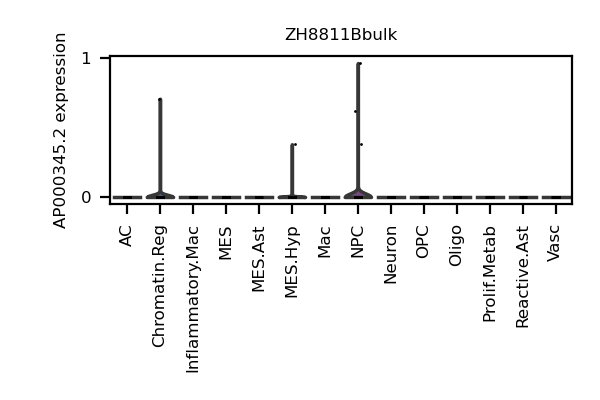 ZH8811Bbulk
AP000345.2 expression
1
0
AC
Chromatin.Reg
Inflammatory.Mac
MES
MES.Ast
MES.Hyp
Mac
NPC
Neuron
OPC
Oligo
Prolif.Metab
Reactive.Ast
Vasc